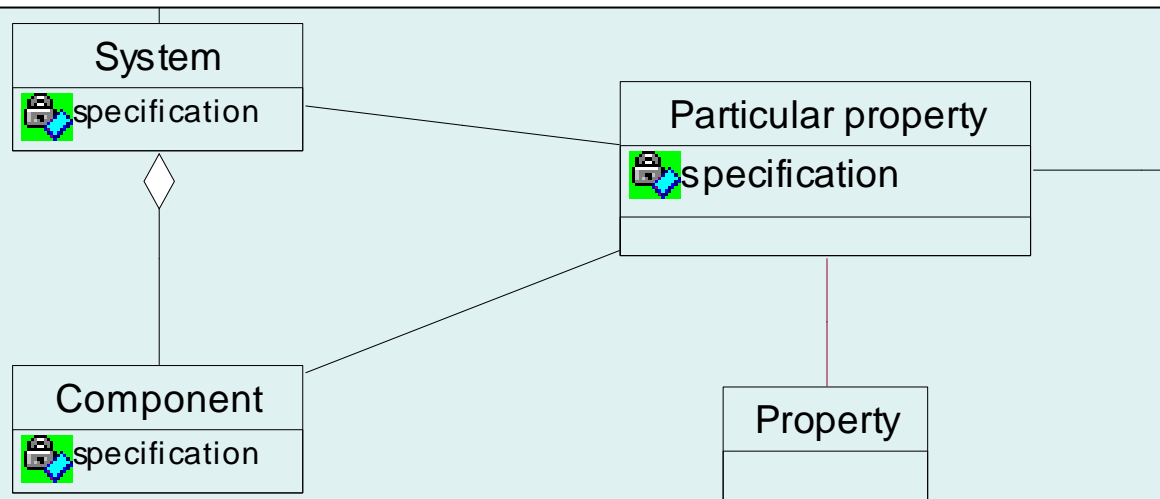 System
specification
Particular property
specification
Component
specification
Property